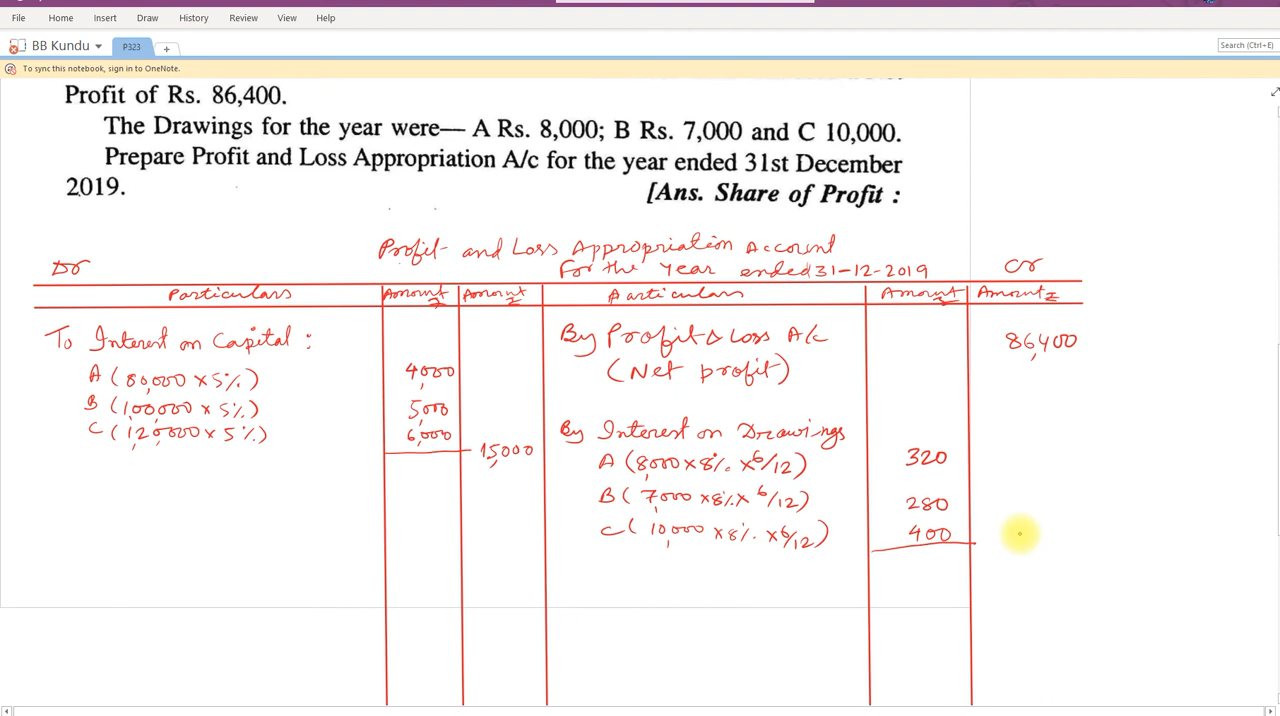 File Home Insert Draw History Review View Help
BB Kundu P323 Search (Ctrl+E)
To sync this notebook, sign in to OneNote.
Profit of Rs. 86,400.
The Drawings for the year were— A Rs. 8,000; B Rs. 7,000 and C 10,000.
Prepare Profit and Loss Appropriation A/c for the year ended 31st December
2019. [Ans. Share of Profit :
Profit and Loss Appropriation Account
Dr For the Year ended 31-12-2019 Cr
Particulars Amount ₹ Amount ₹ Particulars Amount ₹ Amount ₹
To Interest on Capital : By Profit & Loss A/c 86,400
A (80,000 x 5%) 4,000 (Net profit)
B (1,00,000 x 5%) 5,000
C (1,20,000 x 5%) 6,000 By Interest on Drawings
15,000 A (8,000 x 8% x 6/12) 320
B (7,000 x 8% x 6/12) 280
C (10,000 x 8% x 6/12) 400